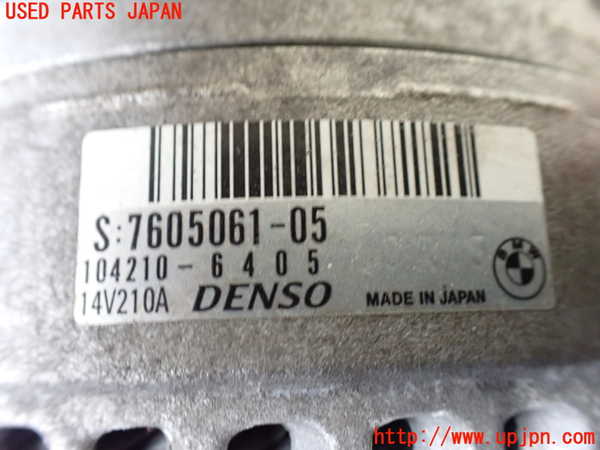 USED PARTS JAPAN
S:7605061-05
104210-6405
14V210A DENSO MADE IN JAPAN
BMW
http://www.upjpn.com/